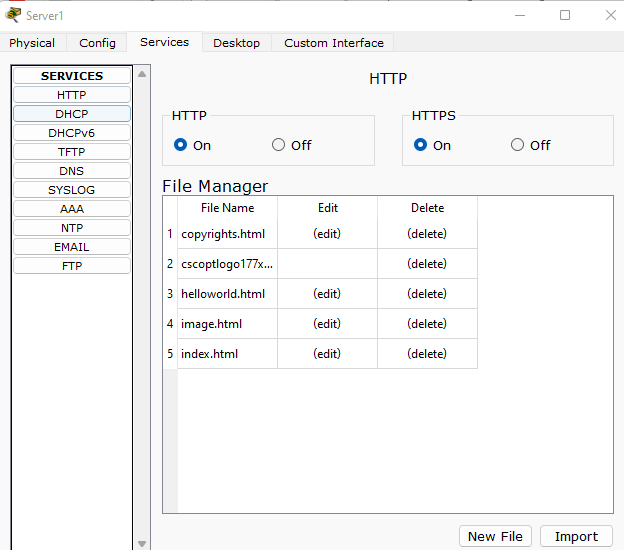 Server1
Physical Config Services Desktop Custom Interface
SERVICES
HTTP
DHCP
DHCPv6
TFTP
DNS
SYSLOG
AAA
NTP
EMAIL
FTP
HTTP
HTTP
On Off
HTTPS
On Off
File Manager
File Name Edit Delete
1 copyrights.html (edit) (delete)
2 cscoptlogo177x... (delete)
3 helloworld.html (edit) (delete)
4 image.html (edit) (delete)
5 index.html (edit) (delete)
New File Import